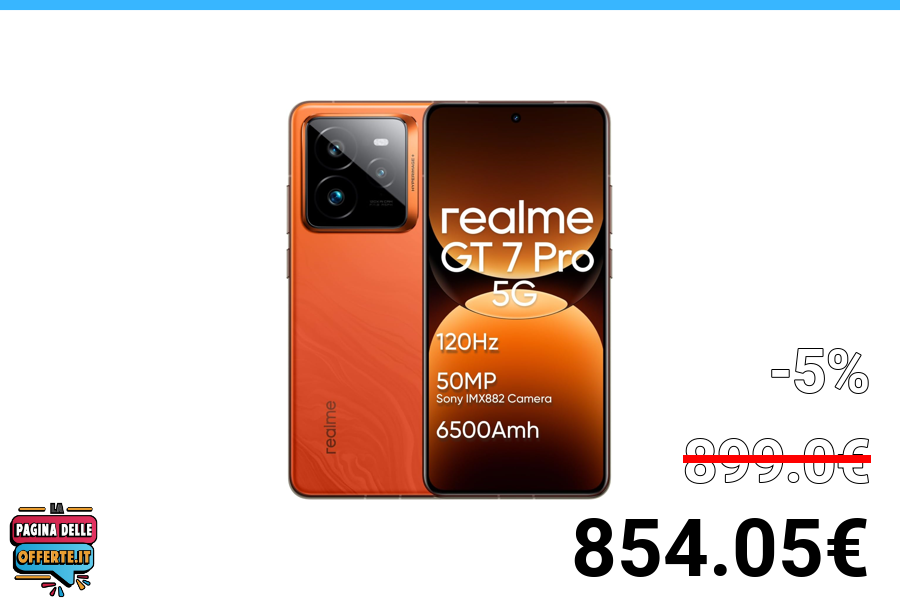 realme
GT 7 Pro
5G
120Hz
50MP
Sony IMX882 Camera
6500Amh
realme
-5%
899.0€
854.05€
LA
PAGINA DELLE
OFFERTE.IT